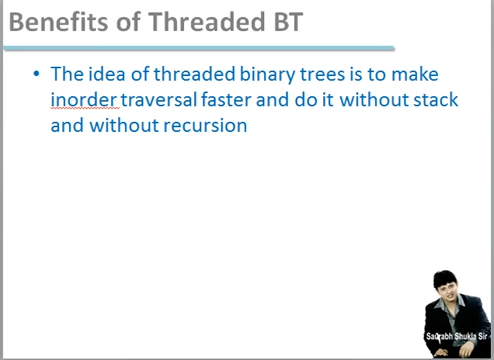 Benefits of Threaded BT
• The idea of threaded binary trees is to make
inorder traversal faster and do it without stack
and without recursion
Saurabh Shukla Sir